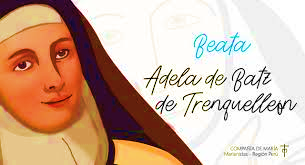 Beata
Adela de Batz
de Trenquelleon
COMPAÑÍA DE MARÍA
Marianistas - Región Perú